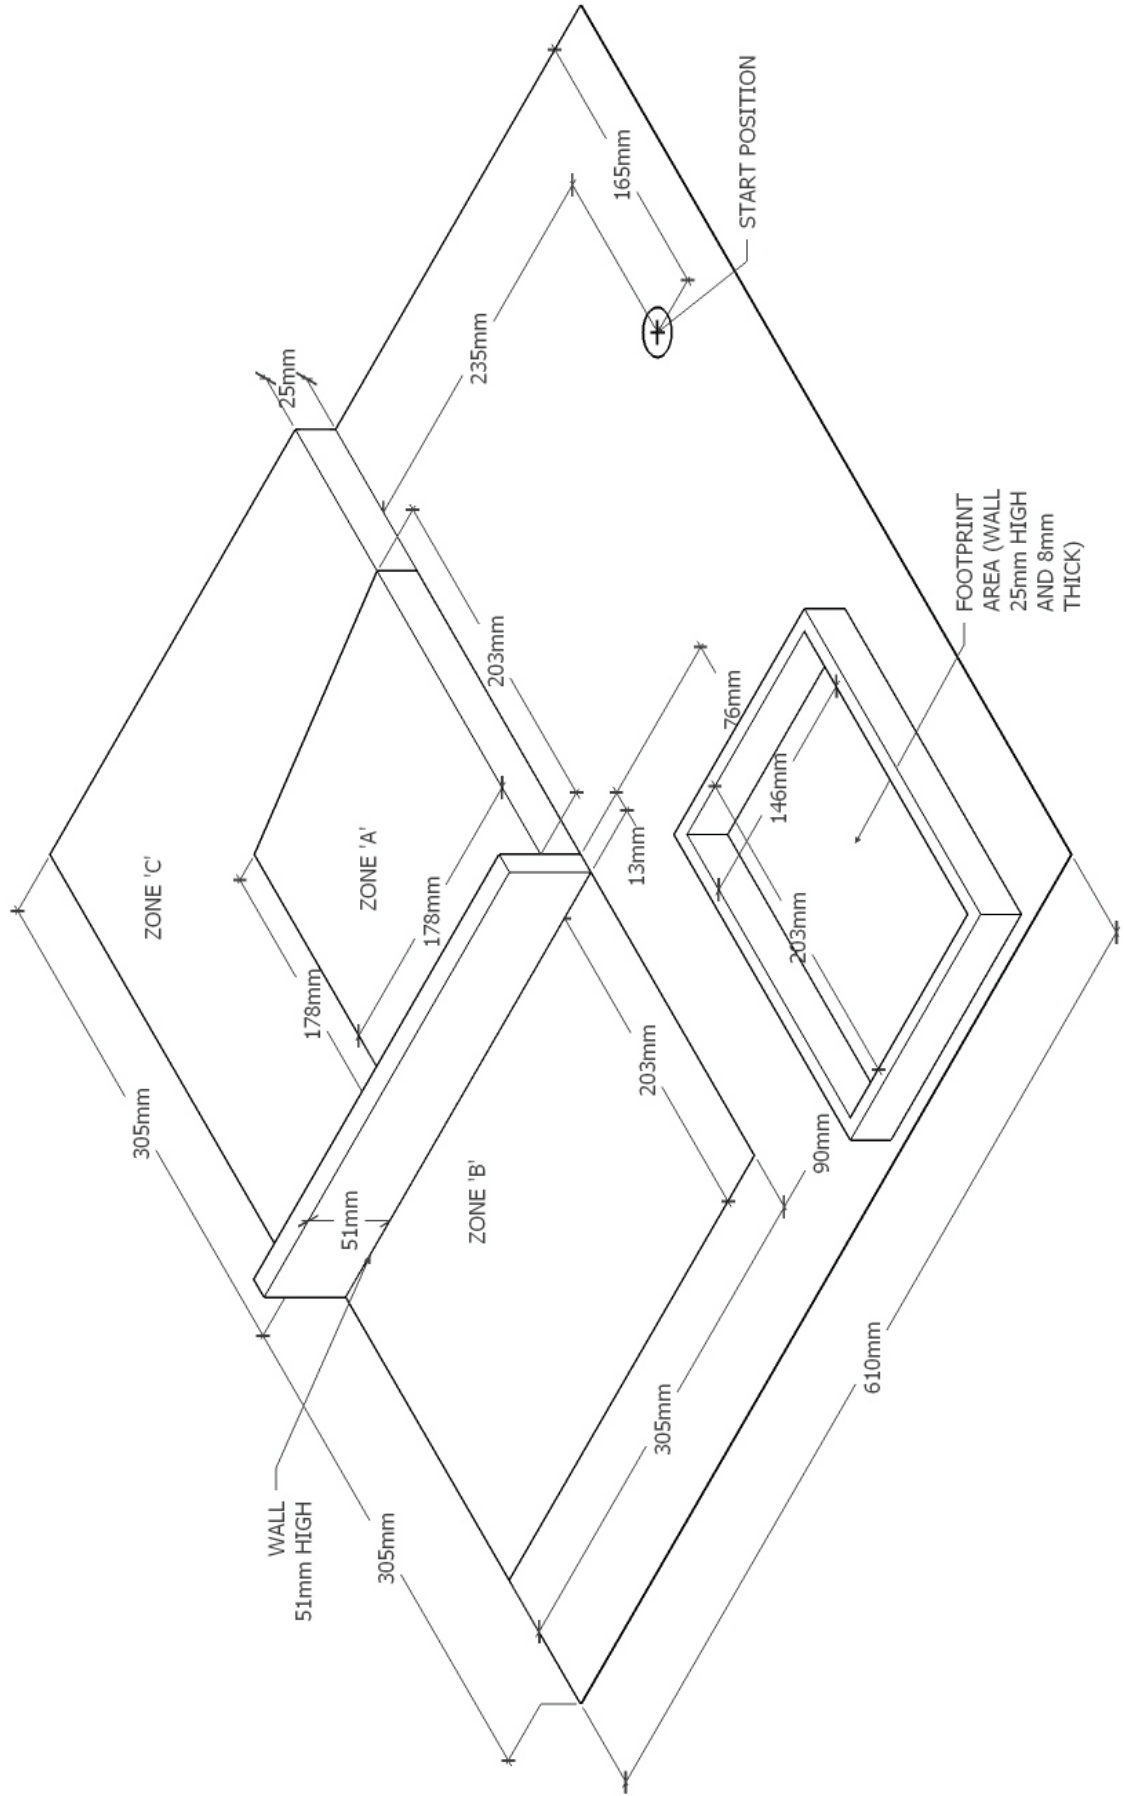 START POSITION
165mm
235mm
25mm
FOOTPRINT
AREA (WALL
25mm HIGH
AND 8mm
THICK)
203mm
76mm
146mm
13mm
203mm
ZONE 'C'
ZONE 'A'
178mm
178mm
203mm
90mm
305mm
51mm
ZONE 'B'
305mm
610mm
WALL
51mm HIGH
305mm